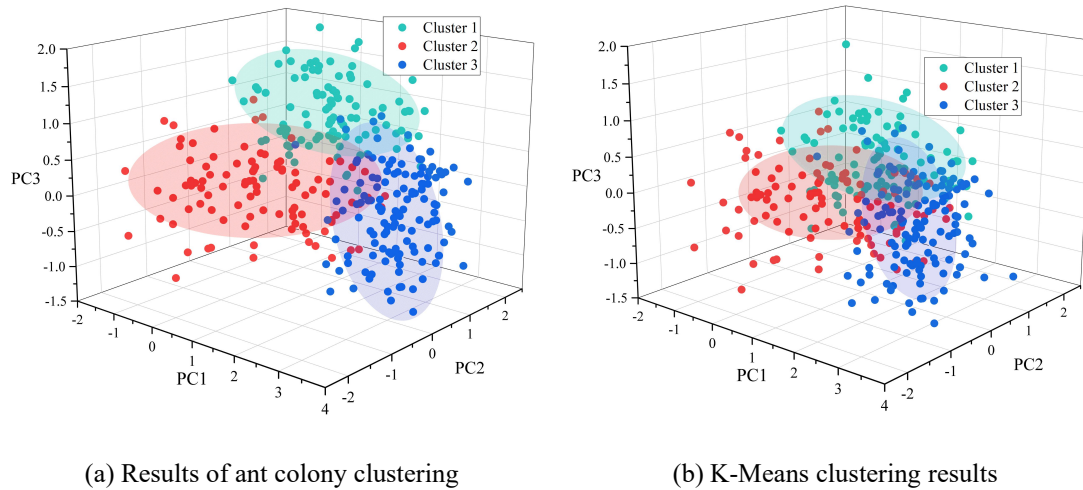 Cluster 1
Cluster 2
Cluster 3
2.0
1.5
1.0
0.5
0.0
-0.5
-1.0
-1.5
PC3
-2
-1
0
1
2
3
4
PC1
-2
-1
0
1
2
PC2
(a) Results of ant colony clustering
Cluster 1
Cluster 2
Cluster 3
2.0
1.5
1.0
0.5
0.0
-0.5
-1.0
-1.5
PC3
-2
-1
0
1
2
3
4
PC1
-2
-1
0
1
2
PC2
(b) K-Means clustering results